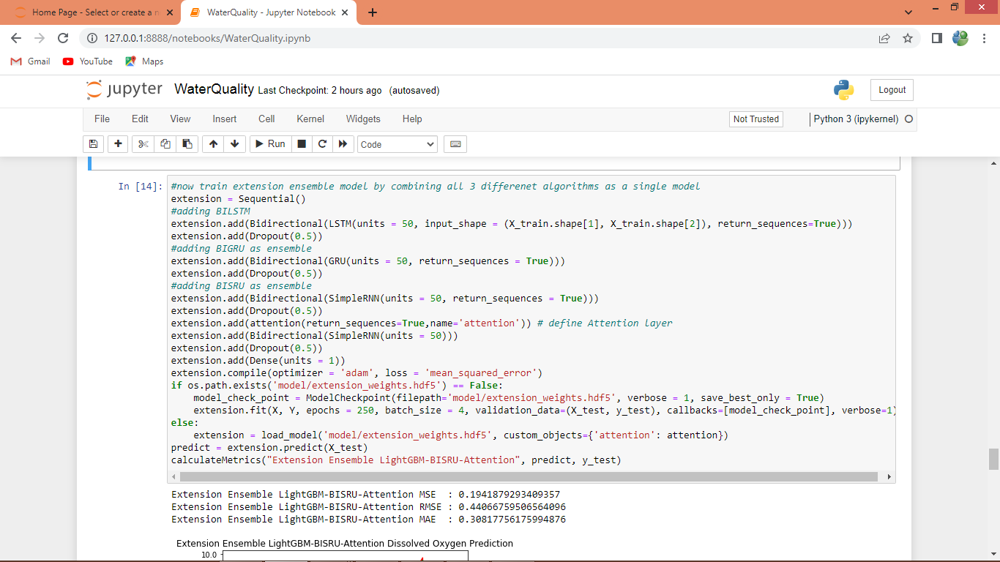 Home Page - Select or create a n
WaterQuality - Jupyter Notebook
127.0.0.1:8888/notebooks/WaterQuality.ipynb
Gmail YouTube Maps
jupyter WaterQuality Last Checkpoint: 2 hours ago (autosaved) Logout
File Edit View Insert Cell Kernel Widgets Help Not Trusted Python 3 (ipykernel)
Run Code
In [14]:
#now train extension ensemble model by combining all 3 differenet algorithms as a single model
extension = Sequential()
#adding BILSTM
extension.add(Bidirectional(LSTM(units = 50, input_shape = (X_train.shape[1], X_train.shape[2]), return_sequences=True)))
extension.add(Dropout(0.5))
#adding BIGRU as ensemble
extension.add(Bidirectional(GRU(units = 50, return_sequences = True)))
extension.add(Dropout(0.5))
#adding BISRU as ensemble
extension.add(Bidirectional(SimpleRNN(units = 50, return_sequences = True)))
extension.add(Dropout(0.5))
extension.add(attention(return_sequences=True,name='attention')) # define Attention layer
extension.add(Bidirectional(SimpleRNN(units = 50)))
extension.add(Dropout(0.5))
extension.add(Dense(units = 1))
extension.compile(optimizer = 'adam', loss = 'mean_squared_error')
if os.path.exists('model/extension_weights.hdf5') == False:
    model_check_point = ModelCheckpoint(filepath='model/extension_weights.hdf5', verbose = 1, save_best_only = True)
    extension.fit(X, Y, epochs = 250, batch_size = 4, validation_data=(X_test, y_test), callbacks=[model_check_point], verbose=1)
else:
    extension = load_model('model/extension_weights.hdf5', custom_objects={'attention': attention})
predict = extension.predict(X_test)
calculateMetrics("Extension Ensemble LightGBM-BISRU-Attention", predict, y_test)
Extension Ensemble LightGBM-BISRU-Attention MSE  : 0.1941879293409357
Extension Ensemble LightGBM-BISRU-Attention RMSE : 0.44066759506564096
Extension Ensemble LightGBM-BISRU-Attention MAE  : 0.30817756175994876
Extension Ensemble LightGBM-BISRU-Attention Dissolved Oxygen Prediction
10.0